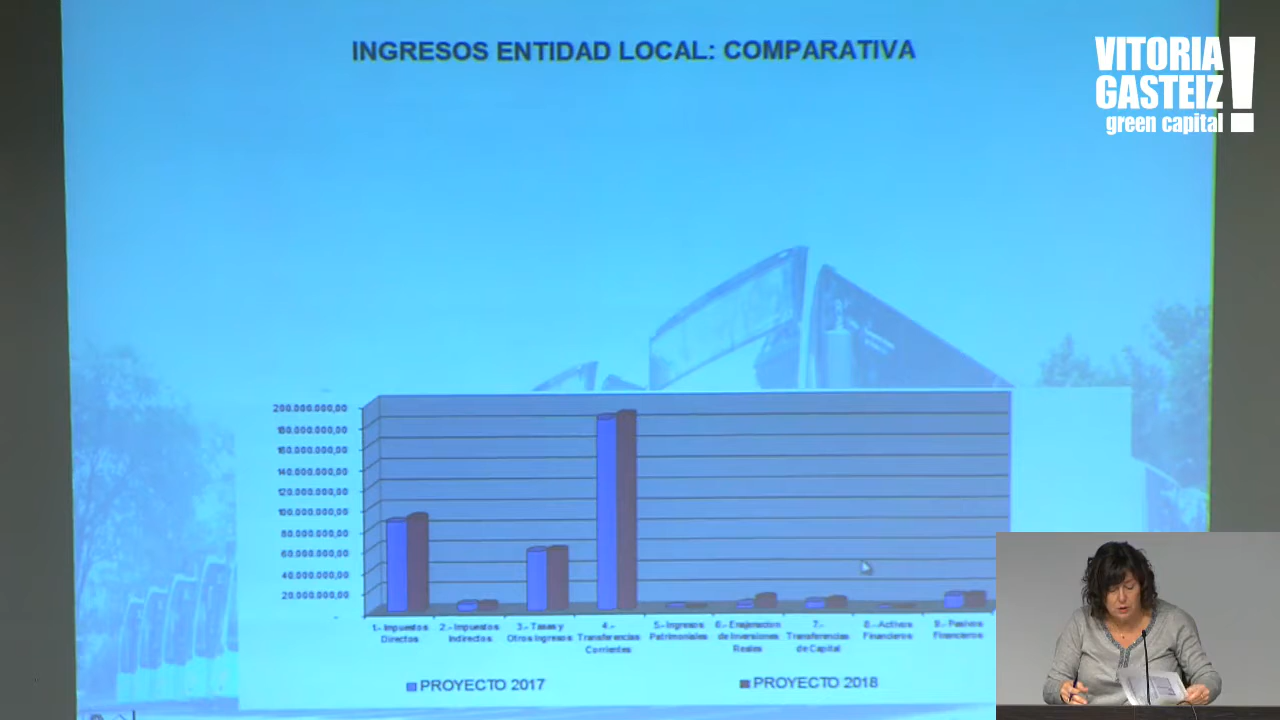 INGRESOS ENTIDAD LOCAL: COMPARATIVA
VITORIA
GASTEIZ
!
green capital
200.000.000,00
180.000.000,00
160.000.000,00
140.000.000,00
120.000.000,00
100.000.000,00
80.000.000,00
60.000.000,00
40.000.000,00
20.000.000,00
1.- Impuestos
Directos
2.- Impuestos
Indirectos
3.- Tasas y
Otros Ingresos
4.-
Transferencias
Corrientes
5.- Ingresos
Patrimoniales
6.- Enajenacion
de Inversiones
Reales
7.-
Transferencias
de Capital
8.- Activos
Financieros
9.- Pasivos
Financieros
PROYECTO 2017
PROYECTO 2018